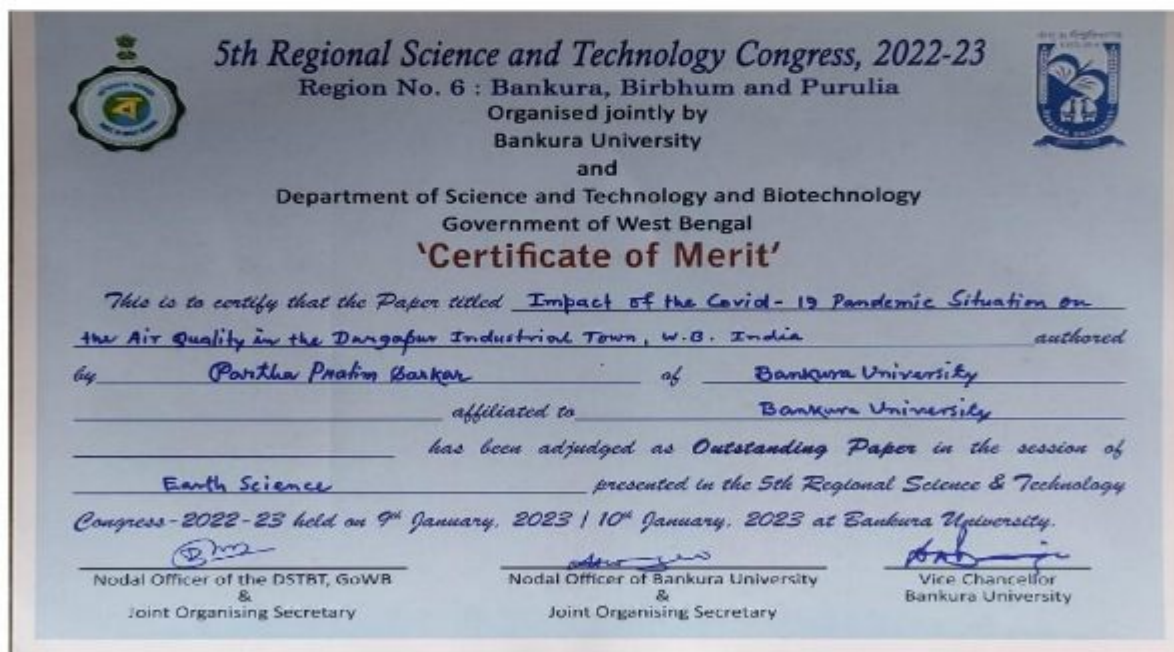 5th Regional Science and Technology Congress, 2022-23
Region No. 6 : Bankura, Birbhum and Purulia
Organised jointly by
Bankura University
and
Department of Science and Technology and Biotechnology
Government of West Bengal
'Certificate of Merit'
This is to certify that the Paper titled Impact of the Covid-19 Pandemic Situation on
the Air Quality in the Durgapur Industrial Town, W.B. India authored
by Partha Pratim Sarkar of Bankura University
affiliated to Bankura University
has been adjudged as Outstanding Paper in the session of
Earth Science presented in the 5th Regional Science & Technology
Congress-2022-23 held on 9th January, 2023 / 10th January, 2023 at Bankura University.
Nodal Officer of the DSTBT, GoWB
&
Joint Organising Secretary
Nodal Officer of Bankura University
&
Joint Organising Secretary
Vice Chancellor
Bankura University